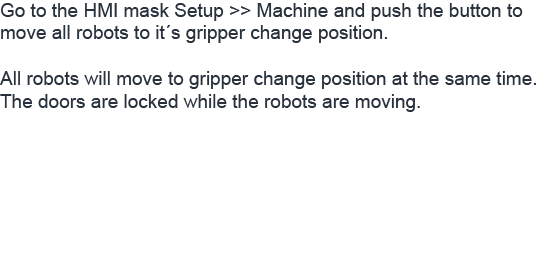 Go to the HMI mask Setup >> Machine and push the button to
move all robots to it´s gripper change position.
All robots will move to gripper change position at the same time.
The doors are locked while the robots are moving.